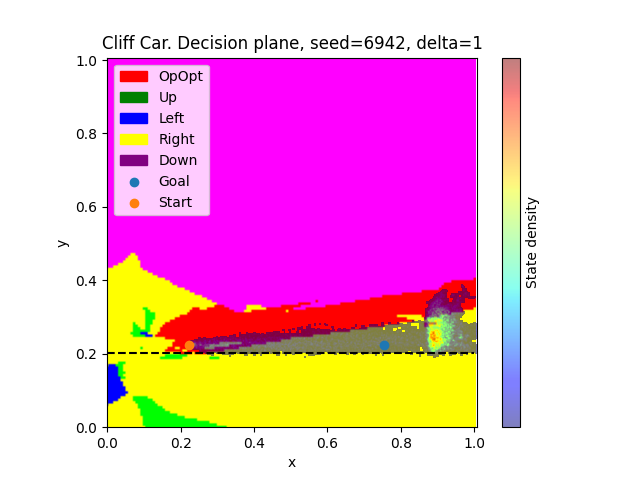 Cliff Car. Decision plane, seed=6942, delta=1
OpOpt
Up
Left
Right
Down
Goal
Start
1.0
0.8
0.6
0.4
0.2
0.0
y
0.0 0.2 0.4 0.6 0.8 1.0
x
State density